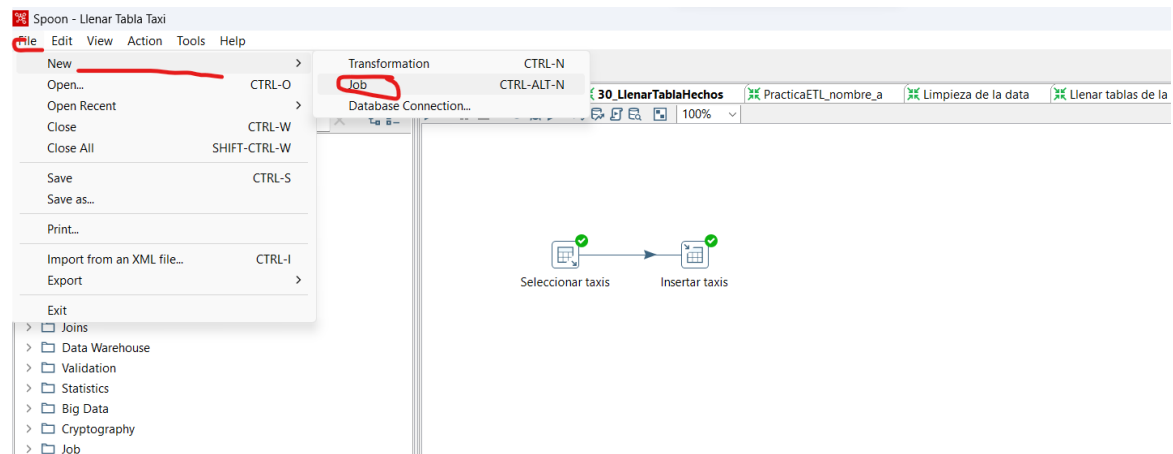 Spoon - Llenar Tabla Taxi
File Edit View Action Tools Help
New
Transformation CTRL-N
Open... CTRL-O
Job CTRL-ALT-N
30_LlenarTablaHechos PracticaETL_nombre_a Limpieza de la data Llenar tablas de la
Open Recent
Database Connection...
100%
Close CTRL-W
Close All SHIFT-CTRL-W
Save CTRL-S
Save as...
Print...
Import from an XML file... CTRL-I
Export
Seleccionar taxis Insertar taxis
Exit
Joins
Data Warehouse
Validation
Statistics
Big Data
Cryptography
Job